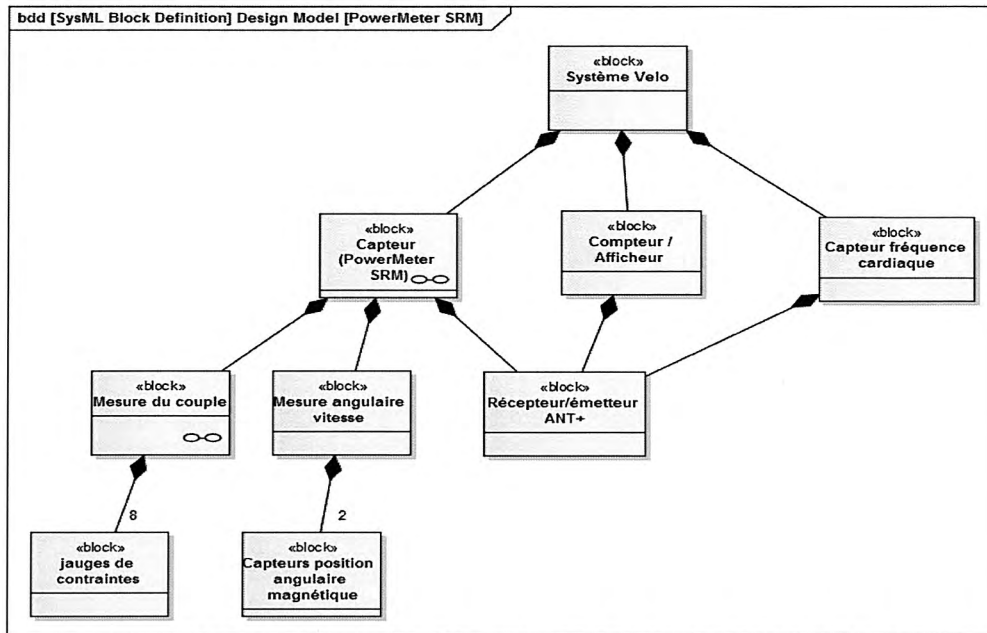 bdd [SysML Block Definition] Design Model [PowerMeter SRM]
«block»
Système Velo
«block»
Capteur
(PowerMeter
SRM)
«block»
Compteur /
Afficheur
«block»
Capteur fréquence
cardiaque
«block»
Mesure du couple
«block»
Mesure angulaire
vitesse
«block»
Récepteur/émetteur
ANT+
8
2
«block»
jauges de
contraintes
«block»
Capteurs position
angulaire
magnétique